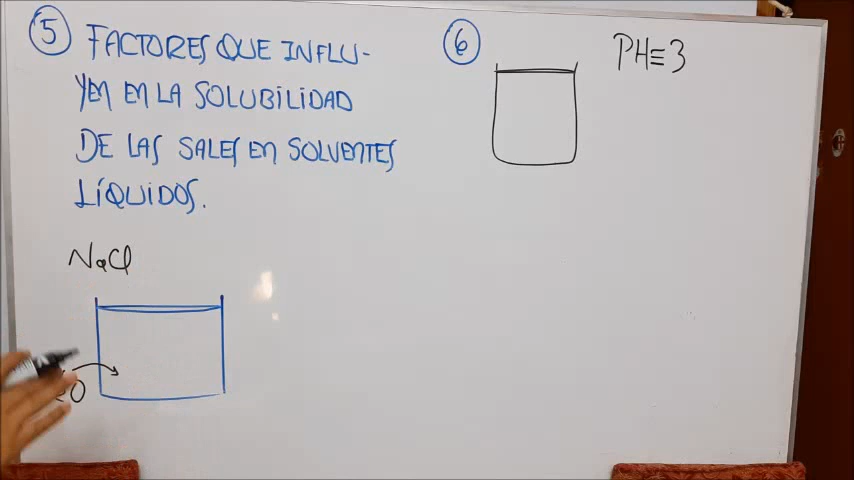 5 FACTORES QUE INFLU-
YEN EN LA SOLUBILIDAD
DE LAS SALES EN SOLVENTES
LÍQUIDOS.
NaCl
6
PH≡3